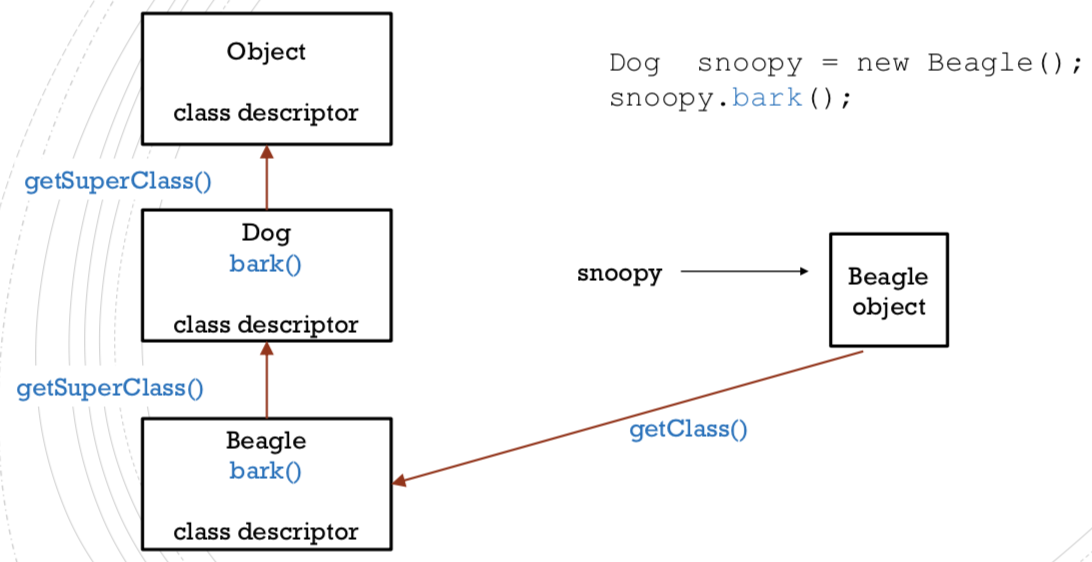 Object
class descriptor
Dog  snoopy = new Beagle();
snoopy.bark();
getSuperClass()
Dog
bark()
class descriptor
snoopy
Beagle
object
getSuperClass()
Beagle
bark()
class descriptor
getClass()